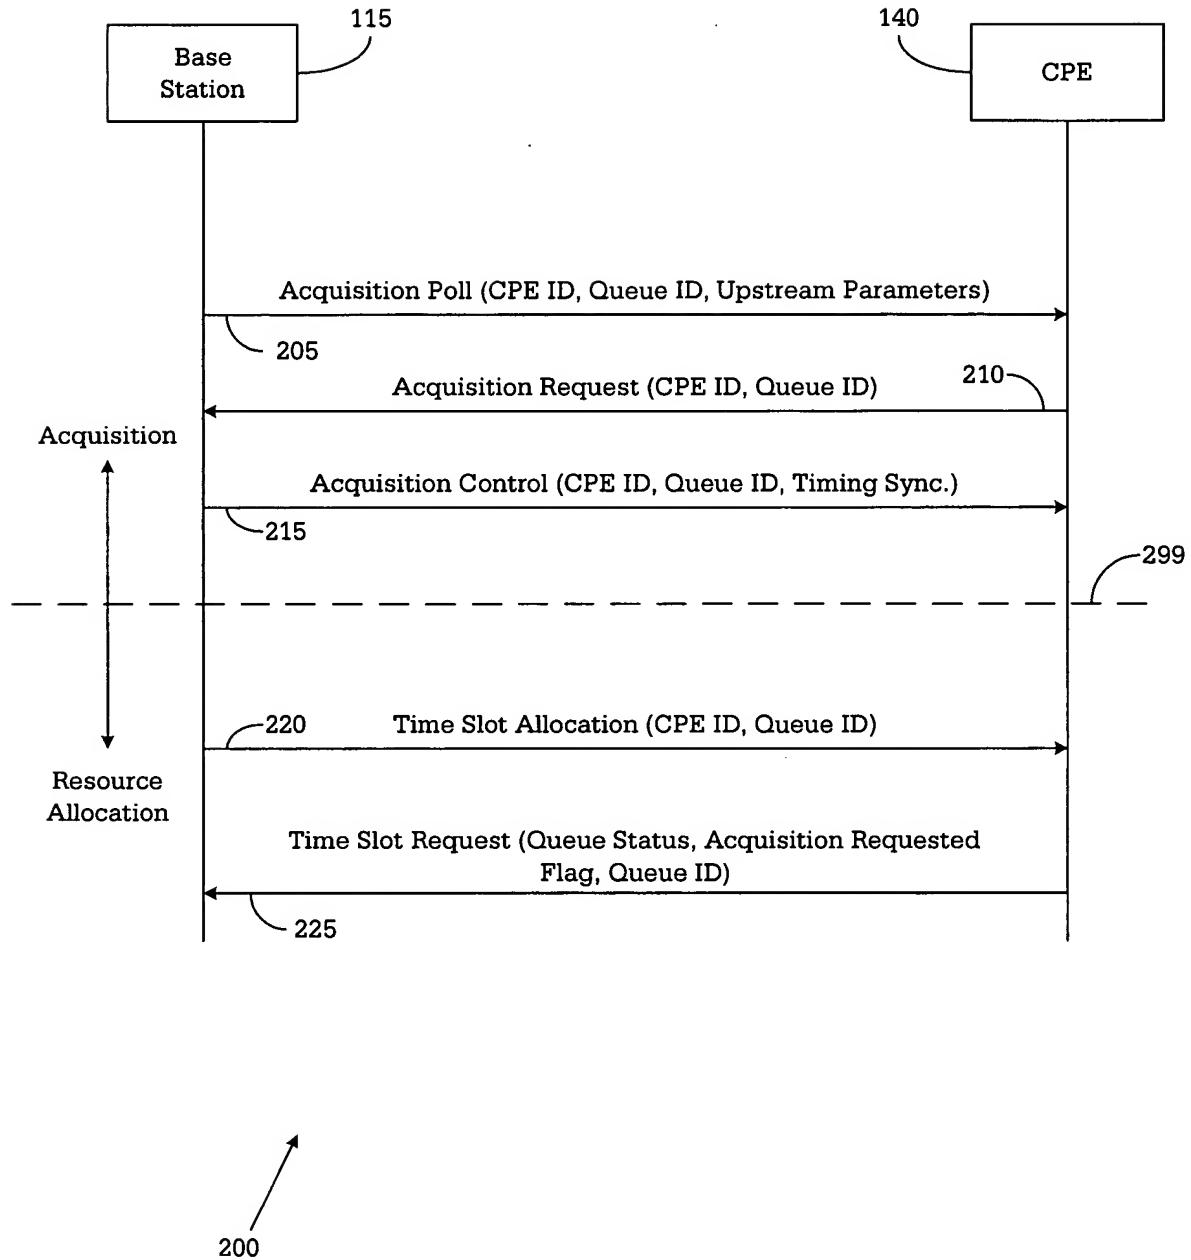 115
140
Base
Station
CPE
Acquisition Poll (CPE ID, Queue ID, Upstream Parameters)
205
Acquisition Request (CPE ID, Queue ID)
210
Acquisition
Acquisition Control (CPE ID, Queue ID, Timing Sync.)
215
299
220
Time Slot Allocation (CPE ID, Queue ID)
Resource
Allocation
Time Slot Request (Queue Status, Acquisition Requested
Flag, Queue ID)
225
200